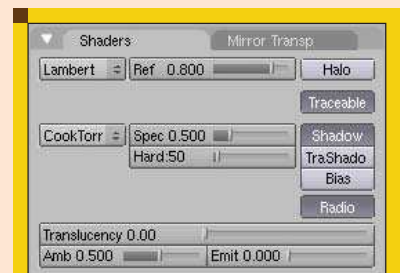 Shaders Mirror Transp
Lambert Ref 0.800 Halo
Traceable
CookTorr Spec 0.500 Shadow
Hard:50 TraShado
Bias
Radio
Translucency 0.00
Amb 0.500 Emit 0.000